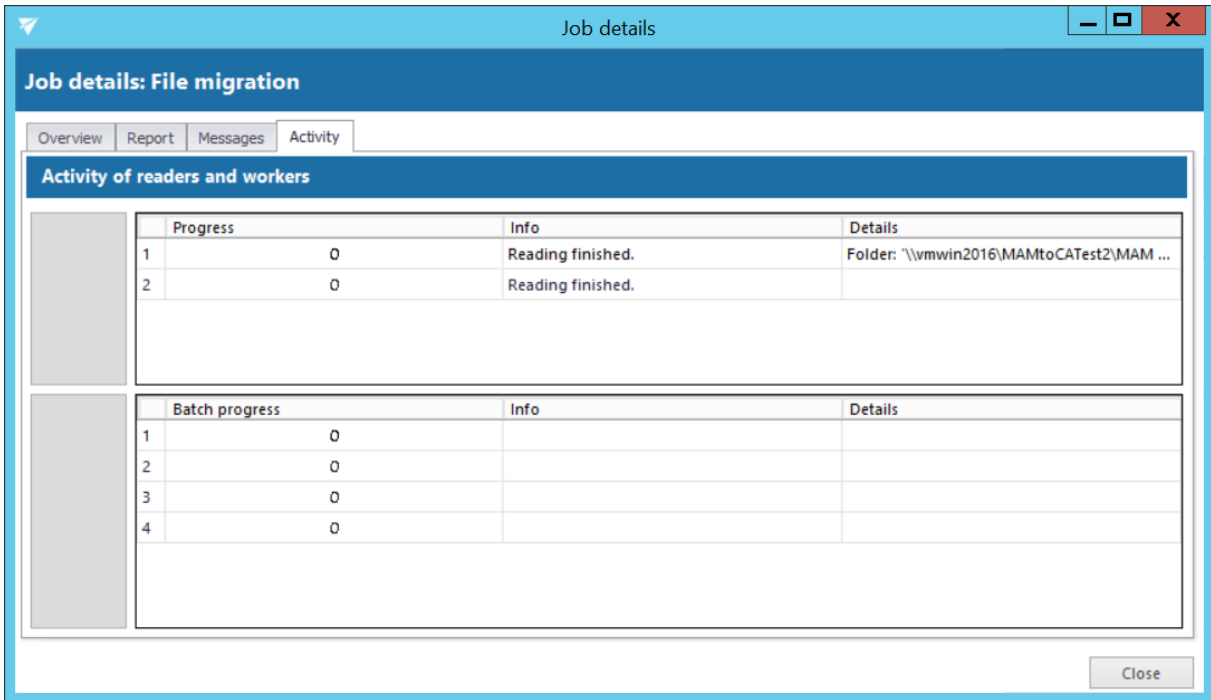 Job details
X
Job details: File migration
Overview Report Messages Activity
Activity of readers and workers
Progress Info Details
1 0 Reading finished. Folder: '\\vmwin2016\MAMtoCATest2\MAM ...
2 0 Reading finished.
Batch progress Info Details
1 0
2 0
3 0
4 0
Close